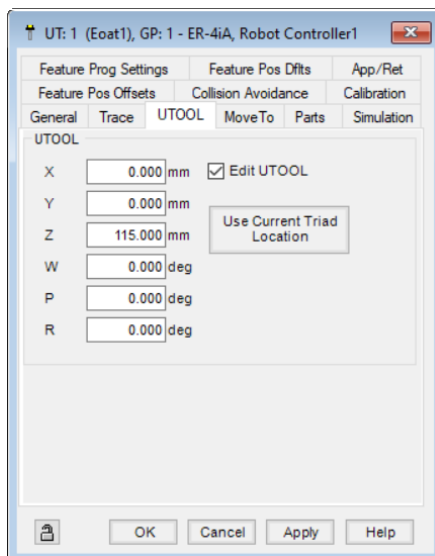 UT: 1 (Eoat1), GP: 1 - ER-4iA, Robot Controller1
Feature Prog Settings Feature Pos Dflts App/Ret
Feature Pos Offsets Collision Avoidance Calibration
General Trace UTOOL MoveTo Parts Simulation
UTOOL
X 0.000 mm Edit UTOOL
Y 0.000 mm
Z 115.000 mm Use Current Triad
Location
W 0.000 deg
P 0.000 deg
R 0.000 deg
OK Cancel Apply Help